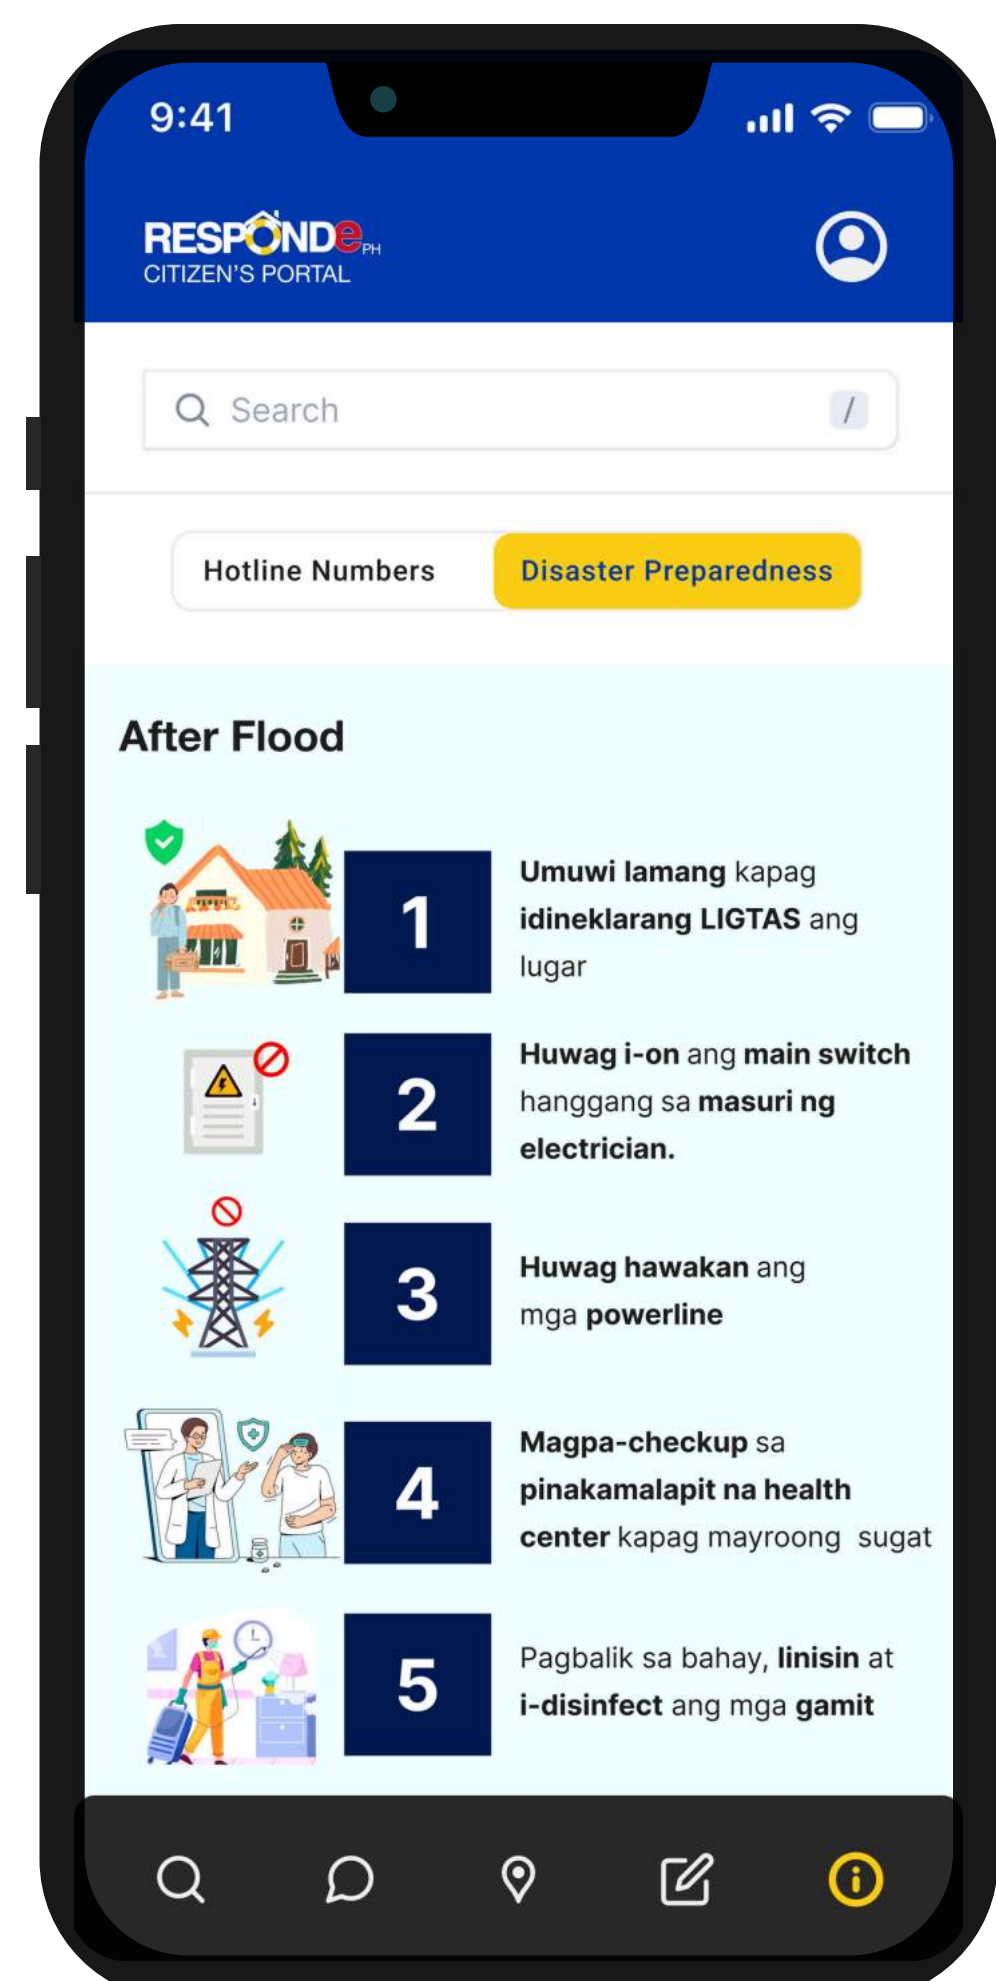 9:41
RESPONDe PH
CITIZEN'S PORTAL
Search /
Hotline Numbers Disaster Preparedness
After Flood
1
Umuwi lamang kapag
idineklarang LIGTAS ang
lugar
2
Huwag i-on ang main switch
hanggang sa masuri ng
electrician.
3
Huwag hawakan ang
mga powerline
4
Magpa-checkup sa
pinakamalapit na health
center kapag mayroong sugat
5
Pagbalik sa bahay, linisin at
i-disinfect ang mga gamit